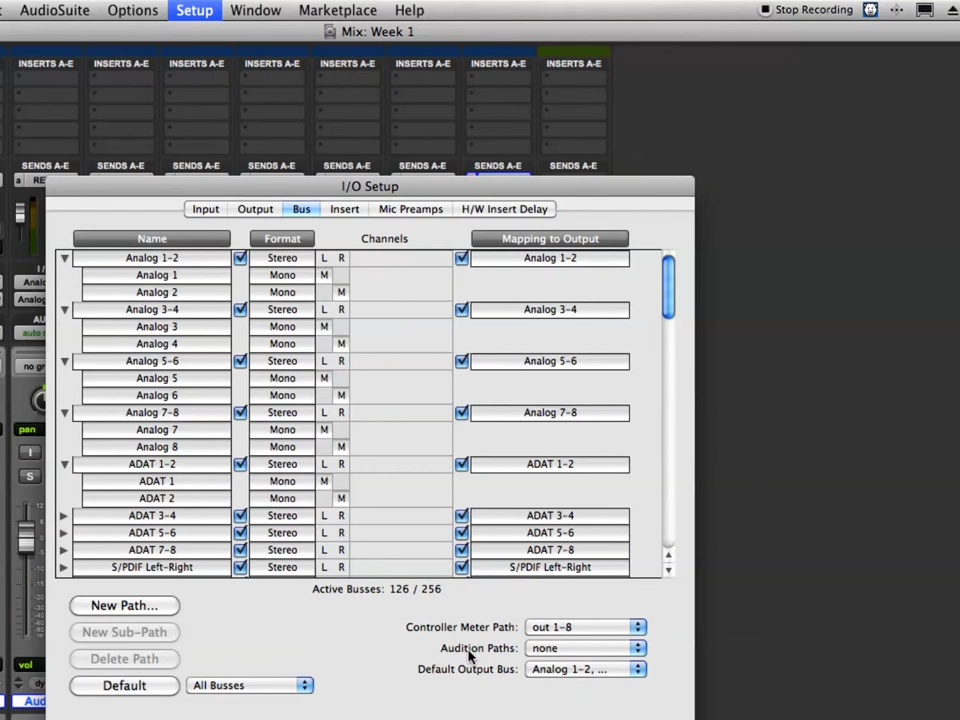 AudioSuite Options Setup Window Marketplace Help Stop Recording
Mix: Week 1
INSERTS A-E INSERTS A-E INSERTS A-E INSERTS A-E INSERTS A-E INSERTS A-E INSERTS A-E INSERTS A-E
SENDS A-E SENDS A-E SENDS A-E SENDS A-E SENDS A-E SENDS A-E SENDS A-E SENDS A-E
a
I/O Setup
Input Output Bus Insert Mic Preamps H/W Insert Delay
Name Format Channels Mapping to Output
Analog 1-2 Stereo L R Analog 1-2
Analog 1 Mono M
Analog 2 Mono M
Analog 3-4 Stereo L R Analog 3-4
Analog 3 Mono M
Analog 4 Mono M
Analog 5-6 Stereo L R Analog 5-6
Analog 5 Mono M
Analog 6 Mono M
Analog 7-8 Stereo L R Analog 7-8
Analog 7 Mono M
Analog 8 Mono M
ADAT 1-2 Stereo L R ADAT 1-2
ADAT 1 Mono M
ADAT 2 Mono M
ADAT 3-4 Stereo L R ADAT 3-4
ADAT 5-6 Stereo L R ADAT 5-6
ADAT 7-8 Stereo L R ADAT 7-8
S/PDIF Left-Right Stereo L R S/PDIF Left-Right
Active Busses: 126 / 256
New Path...
New Sub-Path
Delete Path
Default All Busses
Controller Meter Path: out 1-8
Audition Paths: none
Default Output Bus: Analog 1-2, ...
no gr
pan
I
S
vol